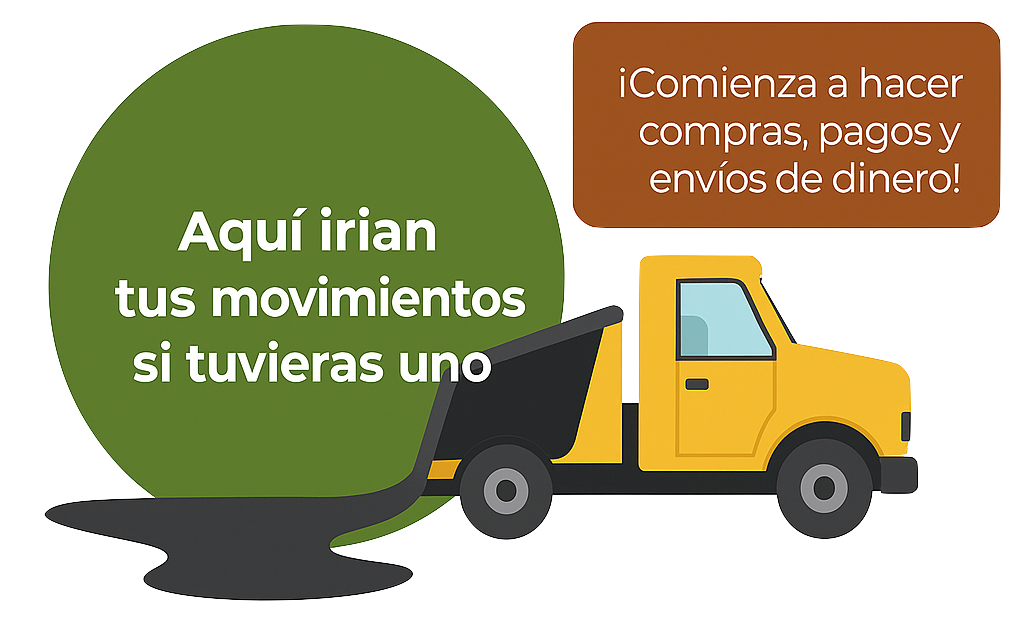 Aquí irian
tus movimientos
si tuvieras uno
¡Comienza a hacer
compras, pagos y
envíos de dinero!